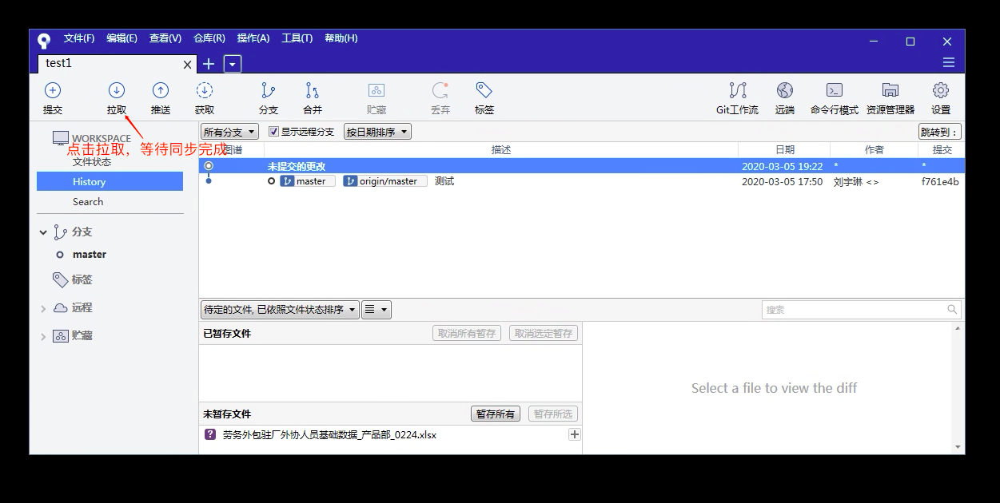 文件(F) 编辑(E) 查看(V) 仓库(R) 操作(A) 工具(T) 帮助(H)
test1
提交 拉取 推送 获取 分支 合并 贮藏 丢弃 标签 Git工作流 远端 命令行模式 资源管理器 设置
所有分支 显示远程分支 按日期排序 跳转到：
WORKSPACE
点击拉取，等待同步完成
图谱 描述 日期 作者 提交
文件状态
未提交的更改 2020-03-05 19:22 * *
History
master origin/master 测试 2020-03-05 17:50 刘宇琳 <> f761e4b
Search
分支
master
标签
远程
贮藏
待定的文件, 已依照文件状态排序 搜索
已暂存文件 取消所有暂存 取消选定暂存
Select a file to view the diff
未暂存文件 暂存所有 暂存所选
劳务外包驻厂外协人员基础数据_产品部_0224.xlsx